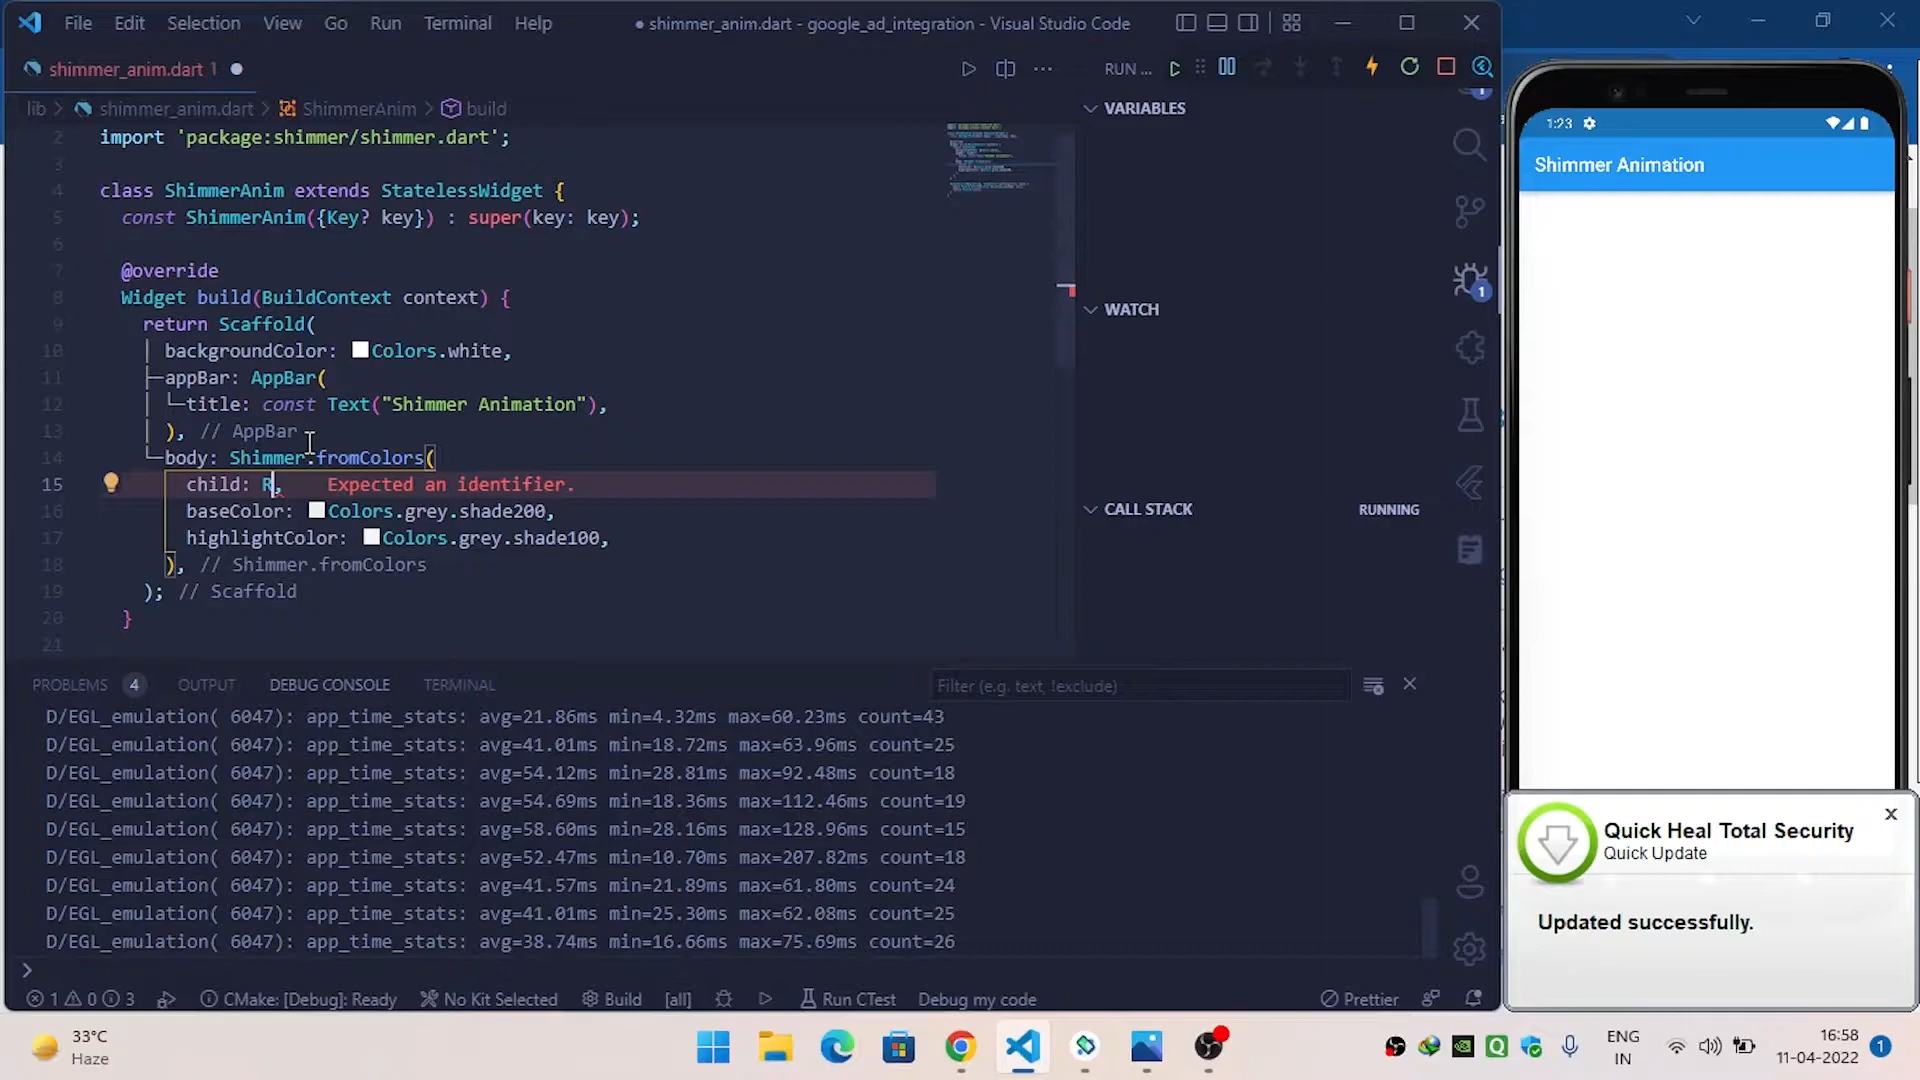 File Edit Selection View Go Run Terminal Help
● shimmer_anim.dart - google_ad_integration - Visual Studio Code
shimmer_anim.dart 1
RUN ...
lib > shimmer_anim.dart > ShimmerAnim > build
2 import 'package:shimmer/shimmer.dart';
3
4 class ShimmerAnim extends StatelessWidget {
5 const ShimmerAnim({Key? key}) : super(key: key);
6
7 @override
8 Widget build(BuildContext context) {
9 return Scaffold(
10 backgroundColor: Colors.white,
11 appBar: AppBar(
12 title: const Text("Shimmer Animation"),
13 ), // AppBar
14 body: Shimmer.fromColors(
15 child: R, Expected an identifier.
16 baseColor: Colors.grey.shade200,
17 highlightColor: Colors.grey.shade100,
18 ), // Shimmer.fromColors
19 ); // Scaffold
20 }
21
VARIABLES
WATCH
CALL STACK RUNNING
1
1
PROBLEMS 4 OUTPUT DEBUG CONSOLE TERMINAL
Filter (e.g. text, !exclude)
D/EGL_emulation( 6047): app_time_stats: avg=21.86ms min=4.32ms max=60.23ms count=43
D/EGL_emulation( 6047): app_time_stats: avg=41.01ms min=18.72ms max=63.96ms count=25
D/EGL_emulation( 6047): app_time_stats: avg=54.12ms min=28.81ms max=92.48ms count=18
D/EGL_emulation( 6047): app_time_stats: avg=54.69ms min=18.36ms max=112.46ms count=19
D/EGL_emulation( 6047): app_time_stats: avg=58.60ms min=28.16ms max=128.96ms count=15
D/EGL_emulation( 6047): app_time_stats: avg=52.47ms min=10.70ms max=207.82ms count=18
D/EGL_emulation( 6047): app_time_stats: avg=41.57ms min=21.89ms max=61.80ms count=24
D/EGL_emulation( 6047): app_time_stats: avg=41.01ms min=25.30ms max=62.08ms count=25
D/EGL_emulation( 6047): app_time_stats: avg=38.74ms min=16.66ms max=75.69ms count=26
>
1 0 3 CMake: [Debug]: Ready No Kit Selected Build [all] Run CTest Debug my code Prettier
1:23
Shimmer Animation
Quick Heal Total Security x
Quick Update
Updated successfully.
33°C
Haze
ENG
IN
16:58
11-04-2022
1